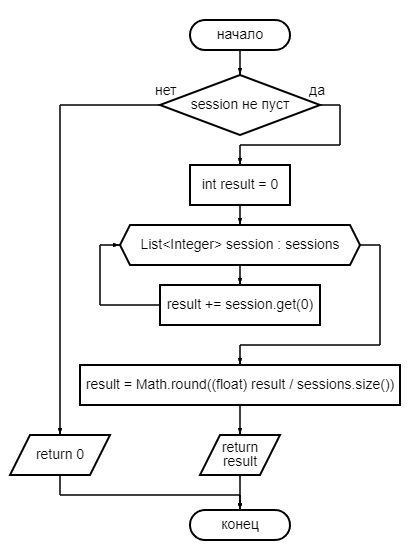 начало
нет
да
session не пуст
int result = 0
List<Integer> session : sessions
result += session.get(0)
result = Math.round((float) result / sessions.size())
return 0
return
result
конец